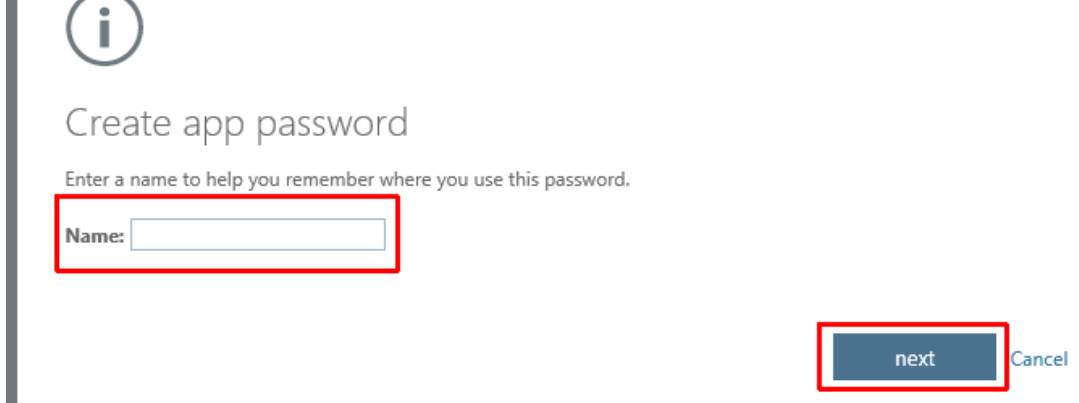 Create app password
Enter a name to help you remember where you use this password.
Name:
next Cancel